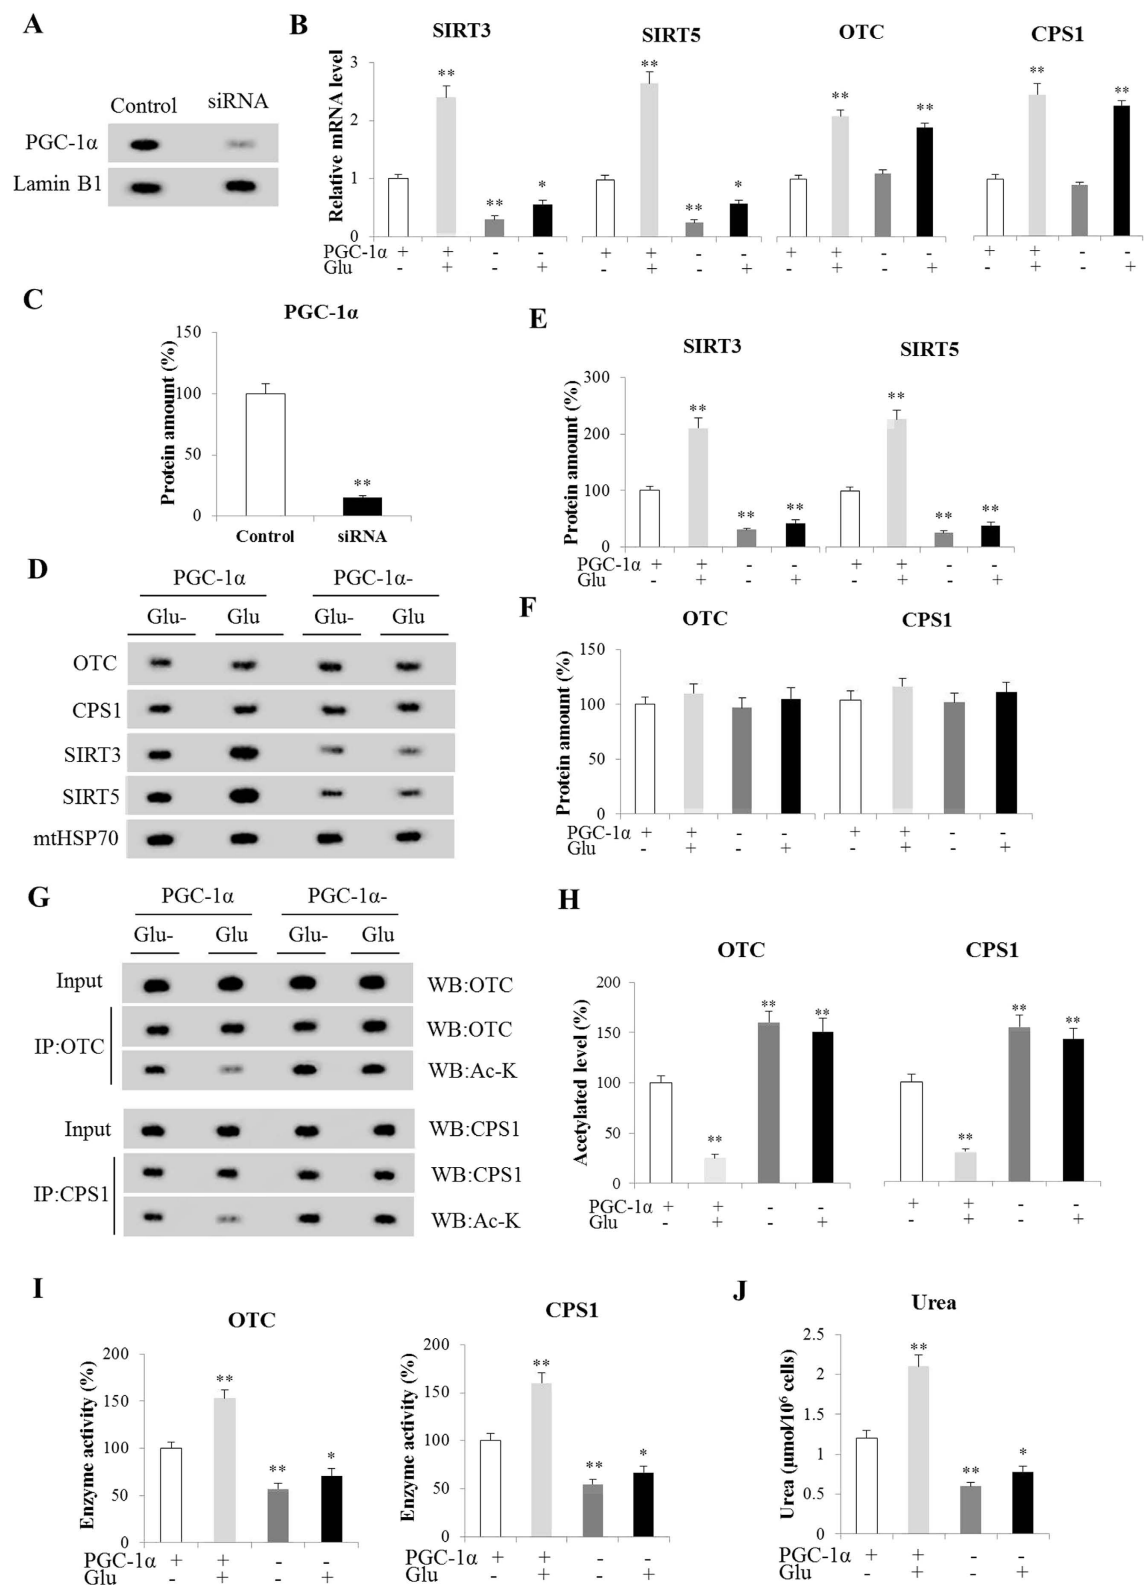 A
Control siRNA
PGC-1α
Lamin B1
B
SIRT3 SIRT5 OTC CPS1
Relative mRNA level
3
2
1
0
PGC-1α + + - - + + - - + + - - + + - -
Glu - + - + - + - + - + - + - + - +
** ** * ** ** * ** ** ** **
C
PGC-1α
Protein amount (%)
150
100
50
0
**
Control siRNA
D
PGC-1α PGC-1α-
Glu- Glu Glu- Glu
OTC
CPS1
SIRT3
SIRT5
mtHSP70
E
SIRT3 SIRT5
Protein amount (%)
300
200
100
0
** ** ** ** ** **
PGC-1α + + - - + + - -
Glu - + - + - + - +
F
OTC CPS1
Protein amount (%)
150
100
50
0
PGC-1α + + - - + + - -
Glu - + - + - + - +
G
PGC-1α PGC-1α-
Glu- Glu Glu- Glu
Input WB:OTC
IP:OTC WB:OTC
WB:Ac-K
Input WB:CPS1
IP:CPS1 WB:CPS1
WB:Ac-K
H
OTC CPS1
Acetylated level (%)
200
150
100
50
0
** ** ** ** ** **
PGC-1α + + - - + + - -
Glu - + - + - + - +
I
OTC
Enzyme activity (%)
200
150
100
50
0
** ** *
PGC-1α + + - -
Glu - + - +
CPS1
Enzyme activity (%)
200
150
100
50
0
** ** *
+ + - -
- + - +
J
Urea
Urea (μmol/10⁶ cells)
2.5
2
1.5
1
0.5
0
** ** *
PGC-1α + + - -
Glu - + - +